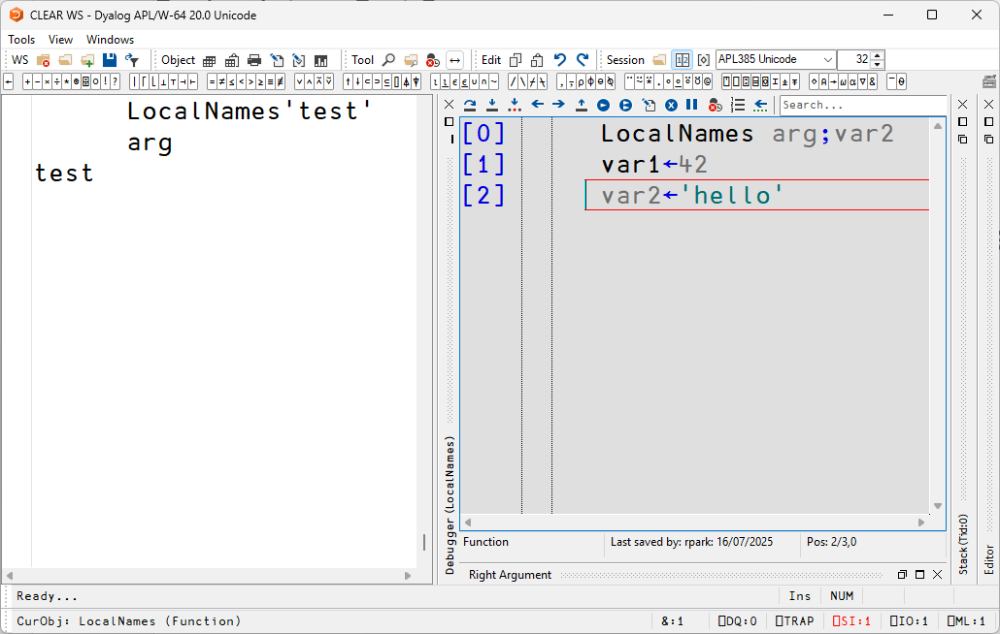 CLEAR WS - Dyalog APL/W-64 20.0 Unicode
Tools View Windows
WS Object Tool Edit Session APL385 Unicode 32
Search...
LocalNames'test'
arg
test
[0] LocalNames arg;var2
[1] var1←42
[2] var2←'hello'
Debugger (LocalNames)
Stack (Tid:0)
Editor
Function Last saved by: rpark: 16/07/2025 Pos: 2/3,0
Right Argument
Ready... Ins NUM
CurObj: LocalNames (Function) &:1 ⎕DQ:0 ⎕TRAP ⎕SI:1 ⎕IO:1 ⎕ML:1